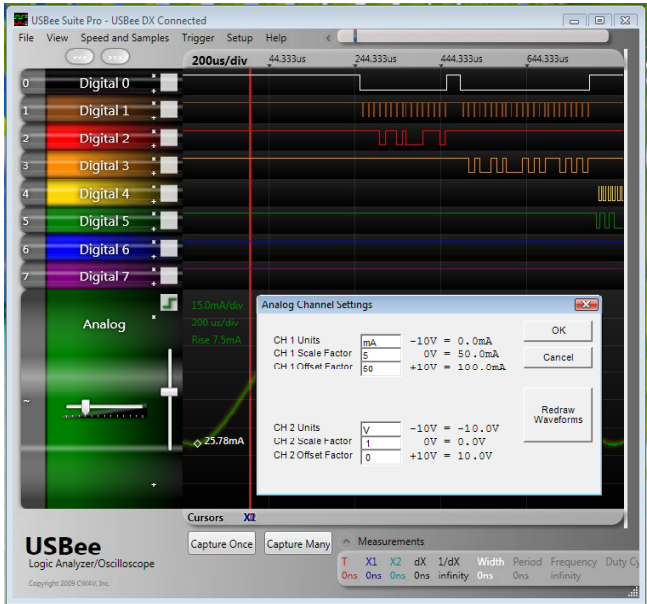 USBee Suite Pro - USBee DX Connected
File View Speed and Samples Trigger Setup Help
<<< >>> 200us/div 44.333us 244.333us 444.333us 644.333us
0 Digital 0
1 Digital 1
2 Digital 2
3 Digital 3
4 Digital 4
5 Digital 5
6 Digital 6
7 Digital 7
Analog
15.0mA/div
200 us/div
Rise 7.5mA
25.78mA
Analog Channel Settings
CH 1 Units mA -10V = 0.0mA
CH 1 Scale Factor 5 0V = 50.0mA
CH 1 Offset Factor 50 +10V = 100.0mA
CH 2 Units V -10V = -10.0V
CH 2 Scale Factor 1 0V = 0.0V
CH 2 Offset Factor 0 +10V = 10.0V
OK
Cancel
Redraw
Waveforms
Cursors
USBee
Logic Analyzer/Oscilloscope
Copyright 2009 CWAV, Inc.
Capture Once Capture Many
Measurements
T X1 X2 dX 1/dX Width Period Frequency Duty Cy
0ns 0ns 0ns 0ns infinity 0ns 0ns infinity